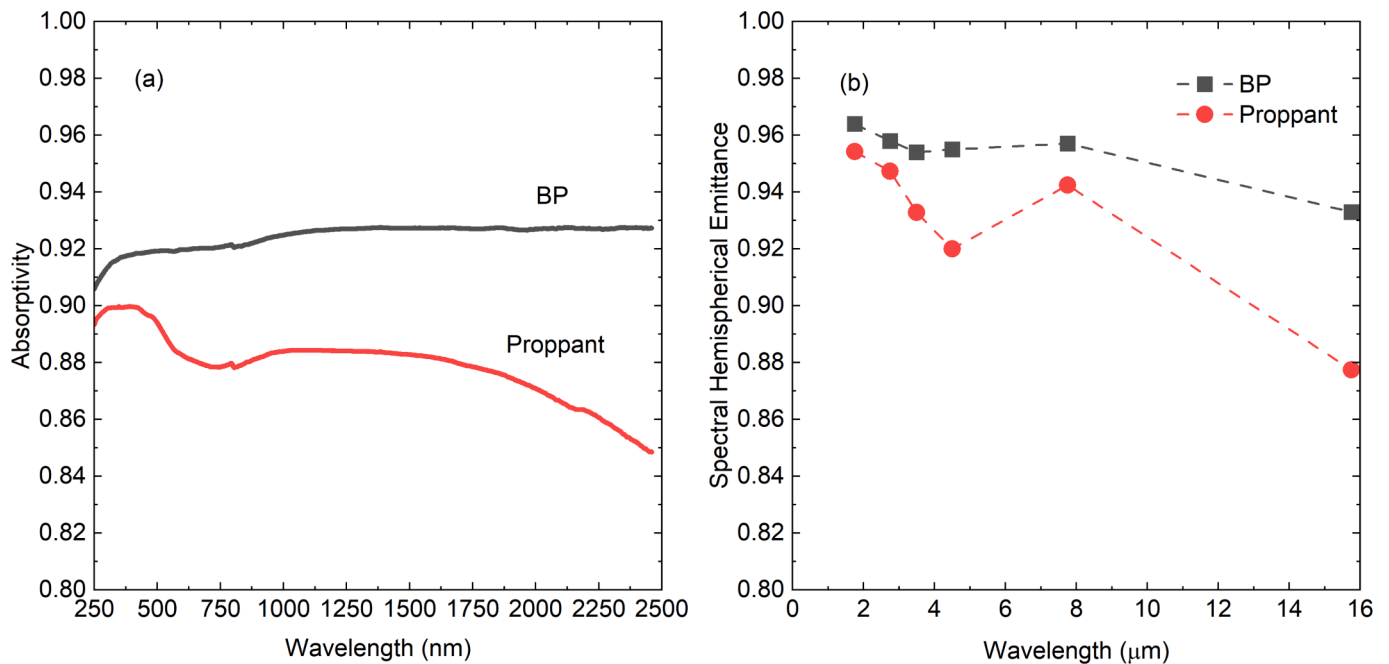 1.00
0.98
0.96
0.94
0.92
0.90
0.88
0.86
0.84
0.82
0.80
Absorptivity
(a)
BP
Proppant
250 500 750 1000 1250 1500 1750 2000 2250 2500
Wavelength (nm)
1.00
0.98
0.96
0.94
0.92
0.90
0.88
0.86
0.84
0.82
0.80
Spectral Hemispherical Emittance
(b)
BP
Proppant
0 2 4 6 8 10 12 14 16
Wavelength (μm)